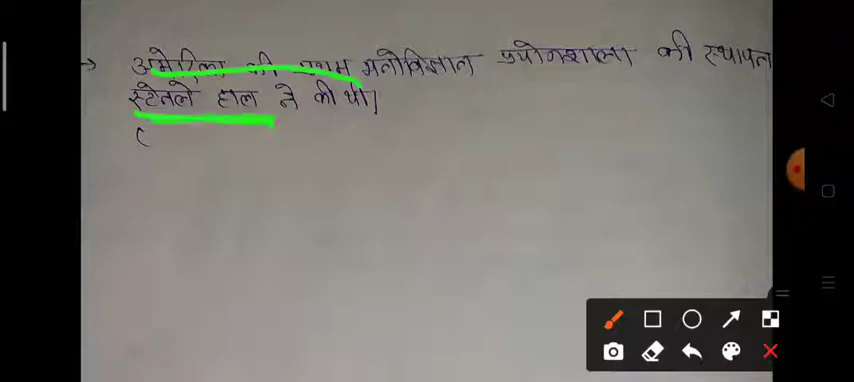 → अमेरिका की प्रथम मनोविज्ञान प्रयोगशाला की स्थापन
स्टेनले हाल ने की थी।
(